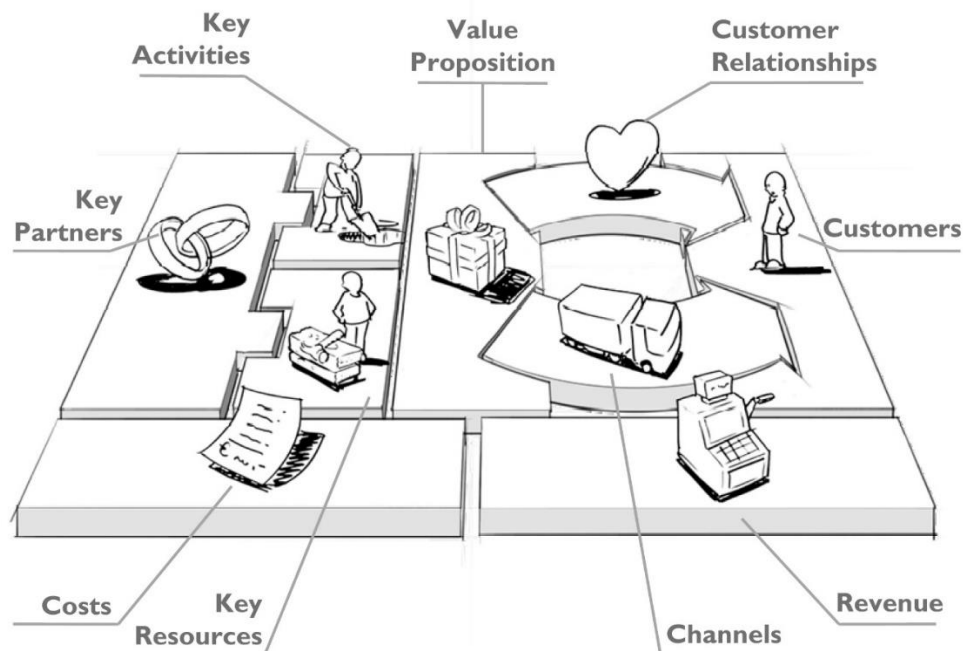 Key
Activities
Value
Proposition
Customer
Relationships
Key
Partners
Customers
Costs
Key
Resources
Channels
Revenue